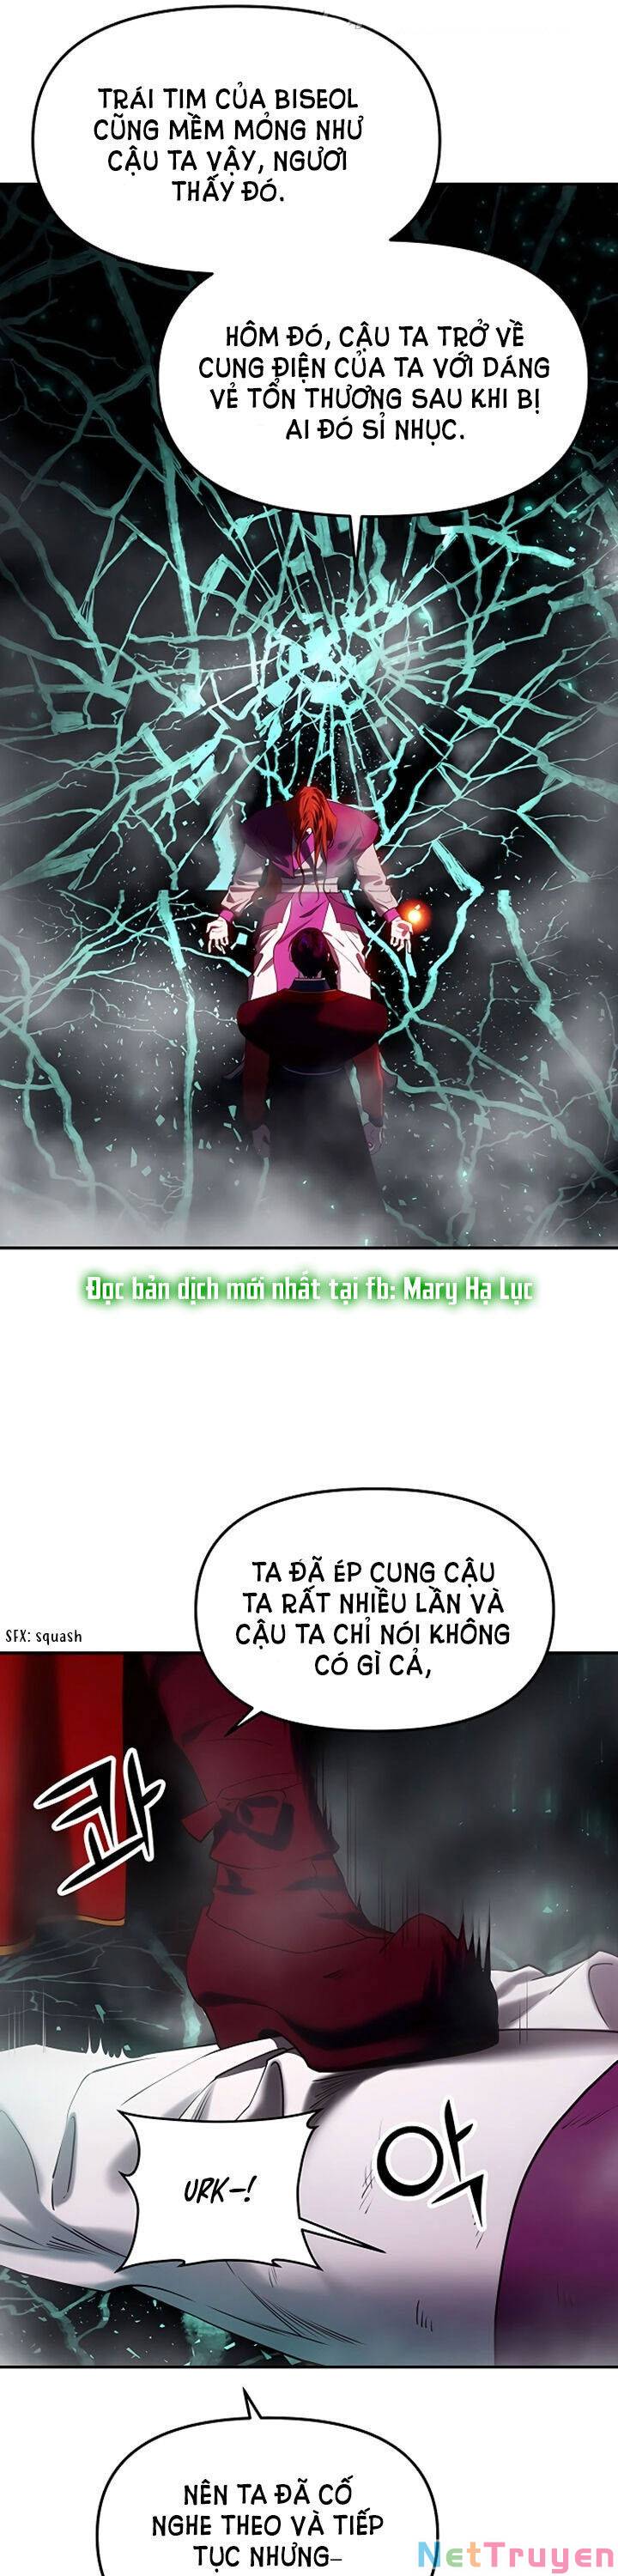 TRÁI TIM CỦA BISEOL
CŨNG MỀM MỎNG NHƯ
CẬU TA VẬY, NGƯƠI
THẤY ĐÓ.
HÔM ĐÓ, CẬU TA TRỞ VỀ
CUNG ĐIỆN CỦA TA VỚI DÁNG
VẺ TỔN THƯƠNG SAU KHI BỊ
AI ĐÓ SỈ NHỤC.
Đọc bản dịch mới nhất tại fb: Mary Hạ Lục
TA ĐÃ ÉP CUNG CẬU
TA RẤT NHIỀU LẦN VÀ
CẬU TA CHỈ NÓI KHÔNG
CÓ GÌ CẢ,
SFX: squash
콰
아
URK-!
NÊN TA ĐÃ CỐ
NGHE THEO VÀ TIẾP
TỤC NHƯNG-
NetTruyen